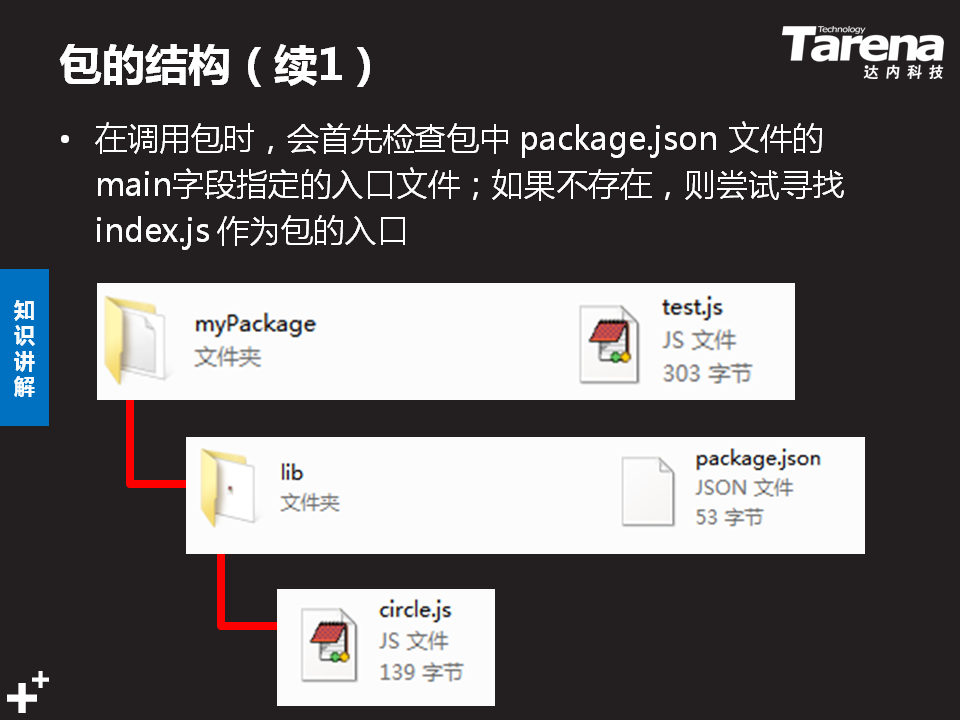 包的结构（续1）
Technology
Tarena
达内科技
• 在调用包时，会首先检查包中 package.json 文件的
main字段指定的入口文件；如果不存在，则尝试寻找
index.js 作为包的入口
知识讲解
myPackage
文件夹
test.js
JS 文件
303 字节
lib
文件夹
package.json
JSON 文件
53 字节
circle.js
JS 文件
139 字节